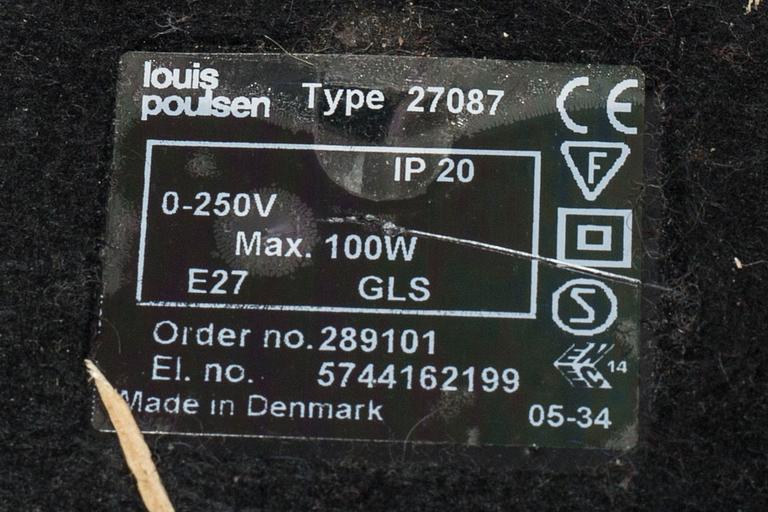 louis
poulsen
Type 27087
CE
IP 20
F
0-250V
Max. 100W
E27 GLS
S
Order no. 289101
El. no. 5744162199
14
Made in Denmark
05-34